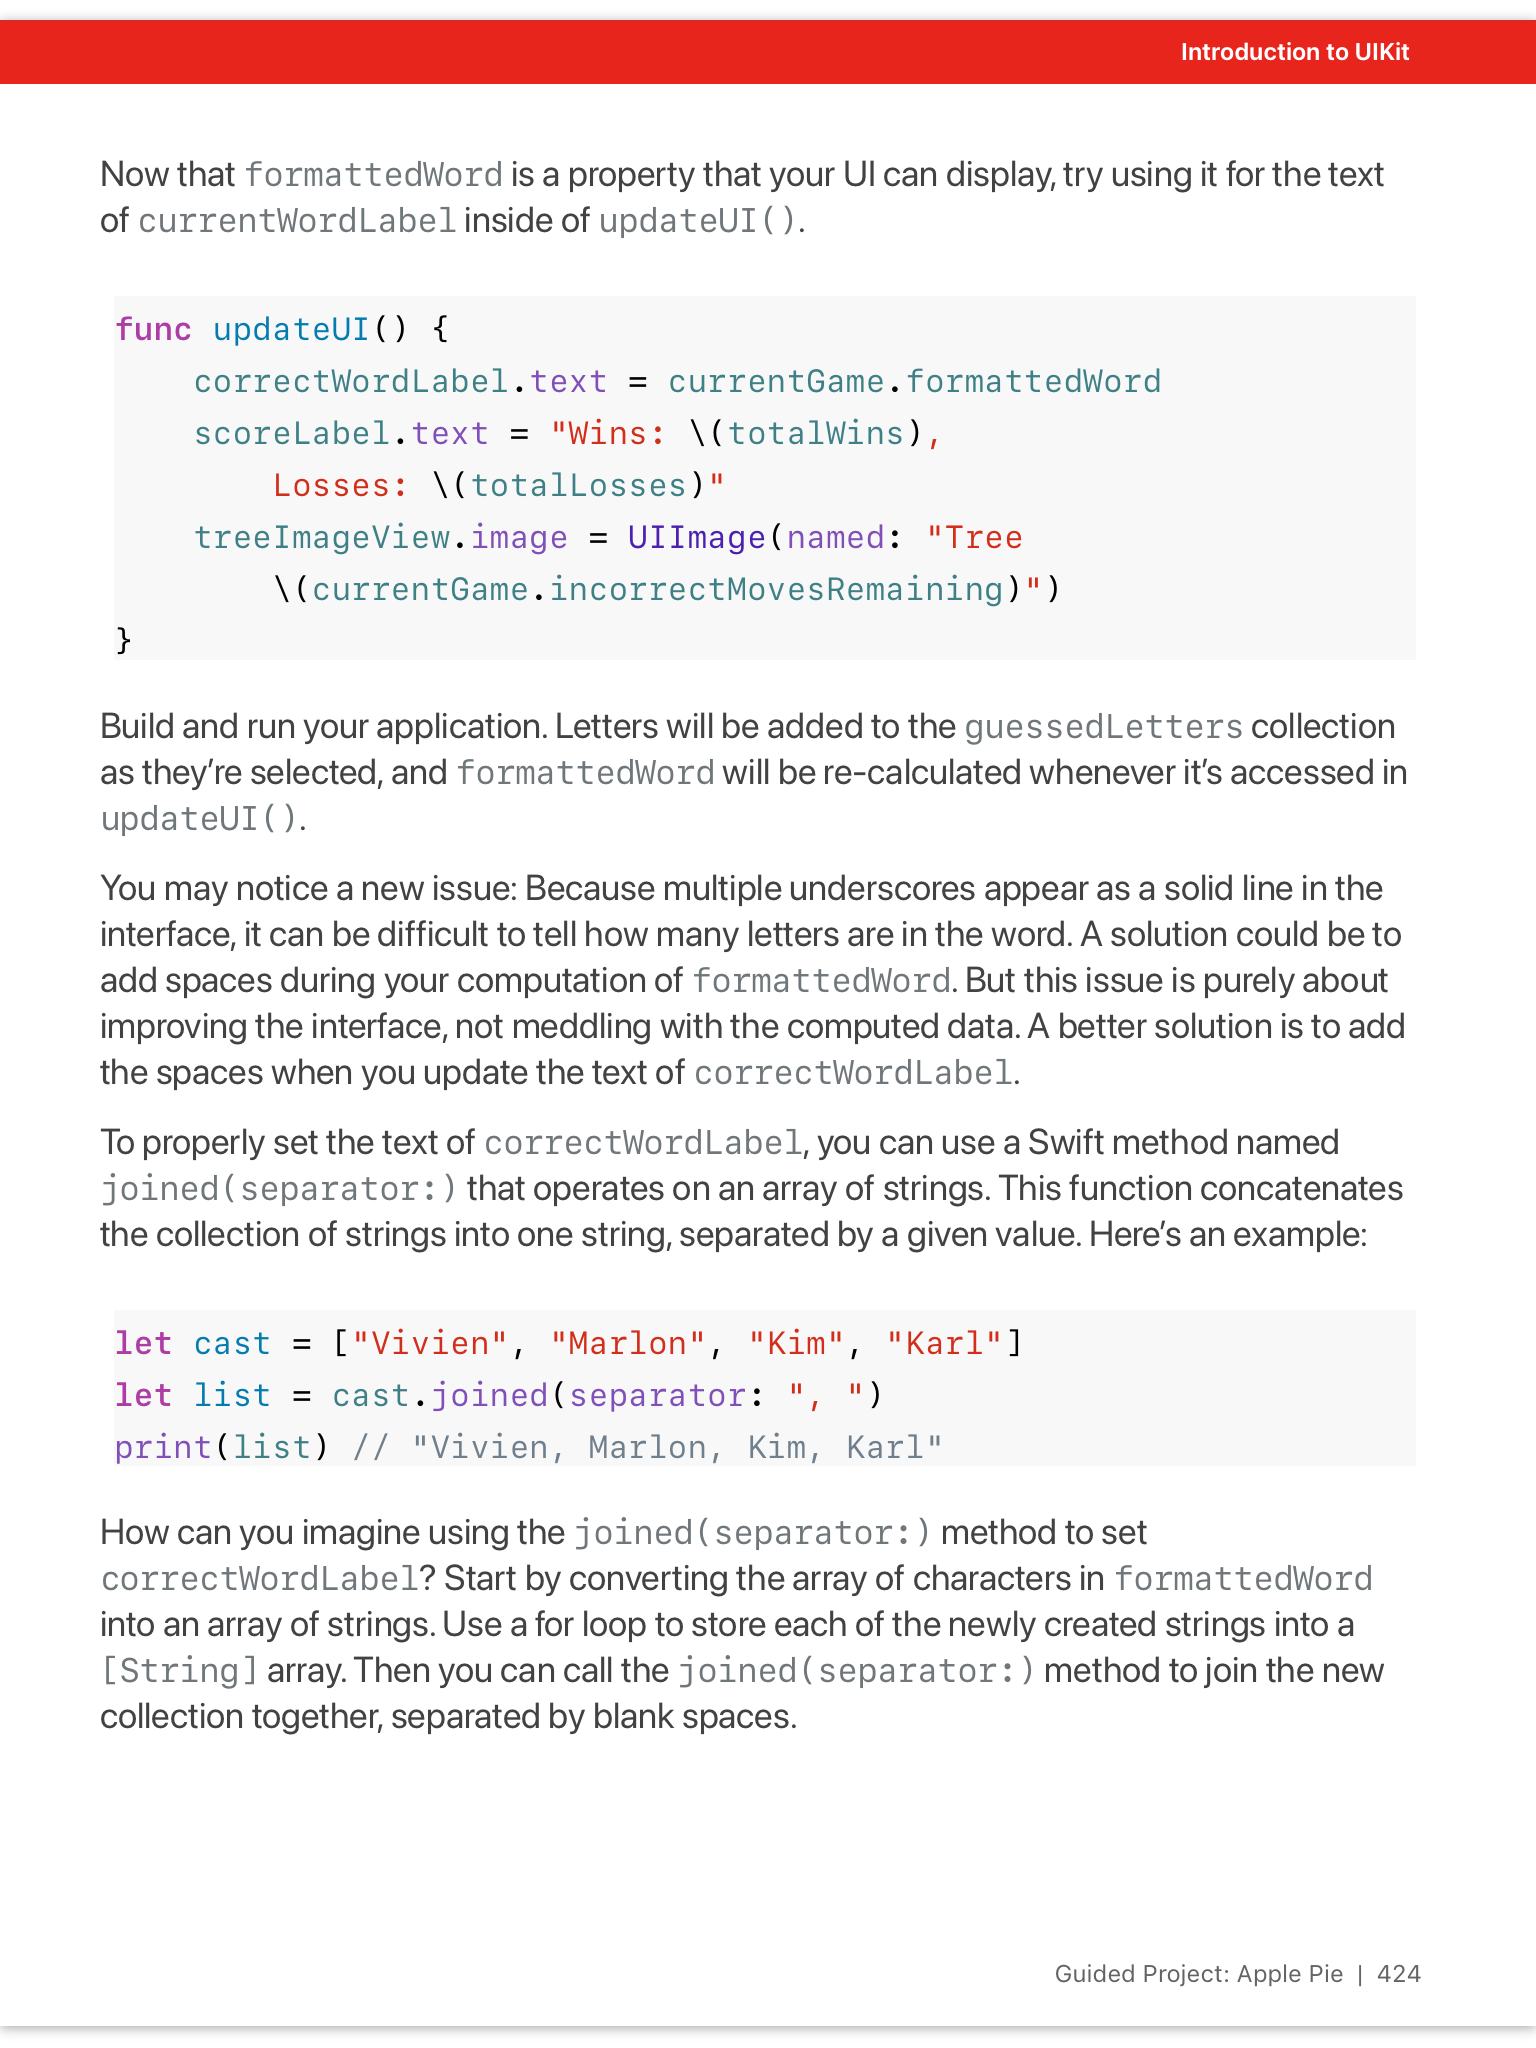 Introduction to UIKit
Now that formattedWord is a property that your UI can display, try using it for the text
of currentWordLabel inside of updateUI().
func updateUI() {
    correctWordLabel.text = currentGame.formattedWord
    scoreLabel.text = "Wins: \(totalWins),
        Losses: \(totalLosses)"
    treeImageView.image = UIImage(named: "Tree
        \(currentGame.incorrectMovesRemaining)")
}
Build and run your application. Letters will be added to the guessedLetters collection
as they’re selected, and formattedWord will be re-calculated whenever it’s accessed in
updateUI().
You may notice a new issue: Because multiple underscores appear as a solid line in the
interface, it can be difficult to tell how many letters are in the word. A solution could be to
add spaces during your computation of formattedWord. But this issue is purely about
improving the interface, not meddling with the computed data. A better solution is to add
the spaces when you update the text of correctWordLabel.
To properly set the text of correctWordLabel, you can use a Swift method named
joined(separator:) that operates on an array of strings. This function concatenates
the collection of strings into one string, separated by a given value. Here’s an example:
let cast = ["Vivien", "Marlon", "Kim", "Karl"]
let list = cast.joined(separator: ", ")
print(list) // "Vivien, Marlon, Kim, Karl"
How can you imagine using the joined(separator:) method to set
correctWordLabel? Start by converting the array of characters in formattedWord
into an array of strings. Use a for loop to store each of the newly created strings into a
[String] array. Then you can call the joined(separator:) method to join the new
collection together, separated by blank spaces.
Guided Project: Apple Pie | 424